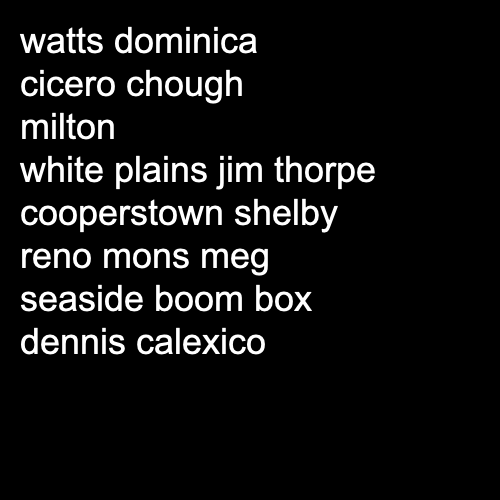 watts dominica
cicero chough
milton
white plains jim thorpe
cooperstown shelby
reno mons meg
seaside boom box
dennis calexico